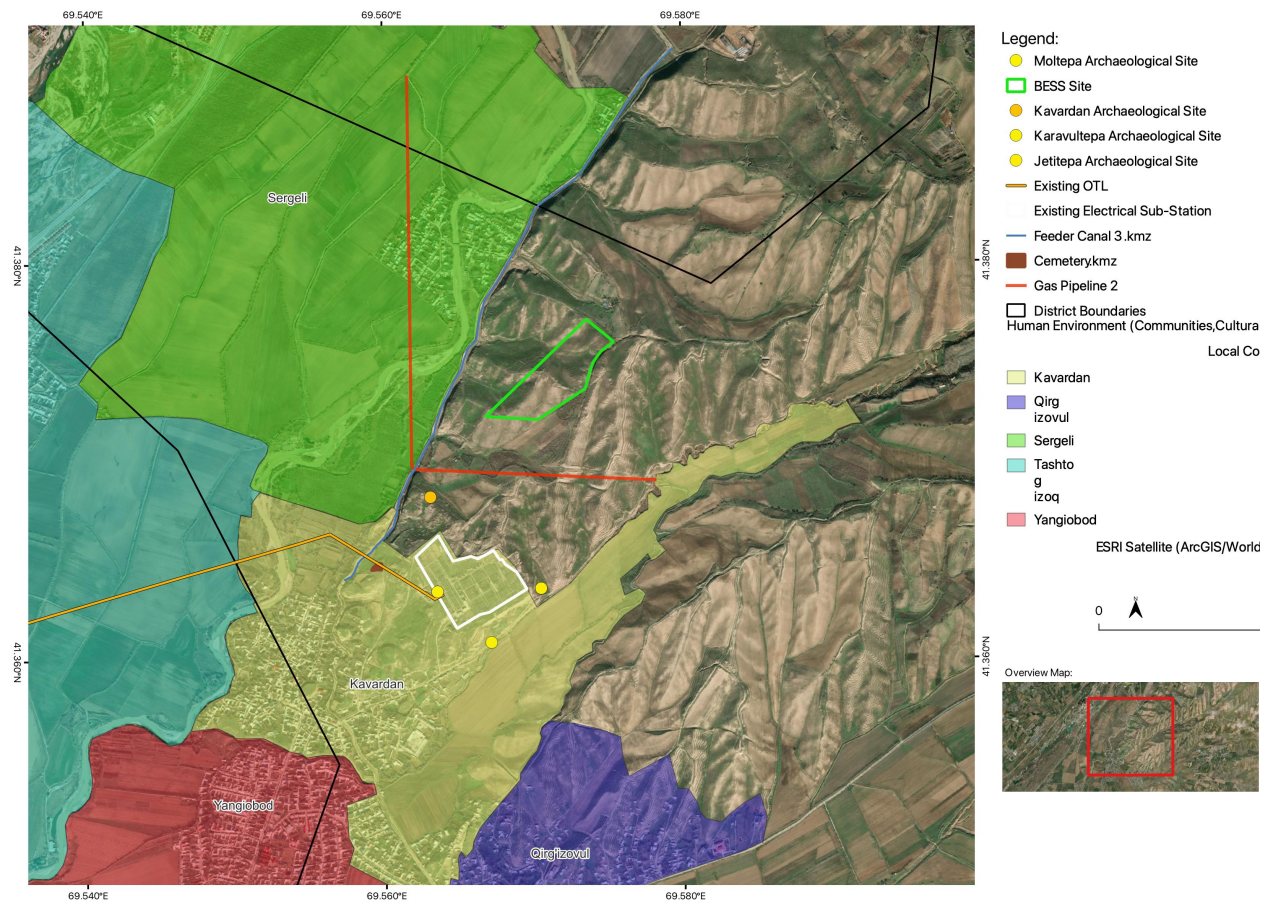 69.540°E
69.560°E
69.580°E
Legend:
Moltepa Archaeological Site
BESS Site
Kavardan Archaeological Site
Karavultepa Archaeological Site
Jetitepa Archaeological Site
Existing OTL
Existing Electrical Sub-Station
Feeder Canal 3.kmz
Cemetery.kmz
Gas Pipeline 2
District Boundaries
Human Environment (Communities,Cultura
Local Co
Kavardan
Qirg
izovul
Sergeli
Tashto
g
izoq
Yangiobod
ESRI Satellite (ArcGIS/World
0
N
Overview Map:
Sergeli
41.380°N
41.380°N
41.360°N
41.360°N
Kavardan
Yangiobod
Qirg'izovul
69.540°E
69.560°E
69.580°E